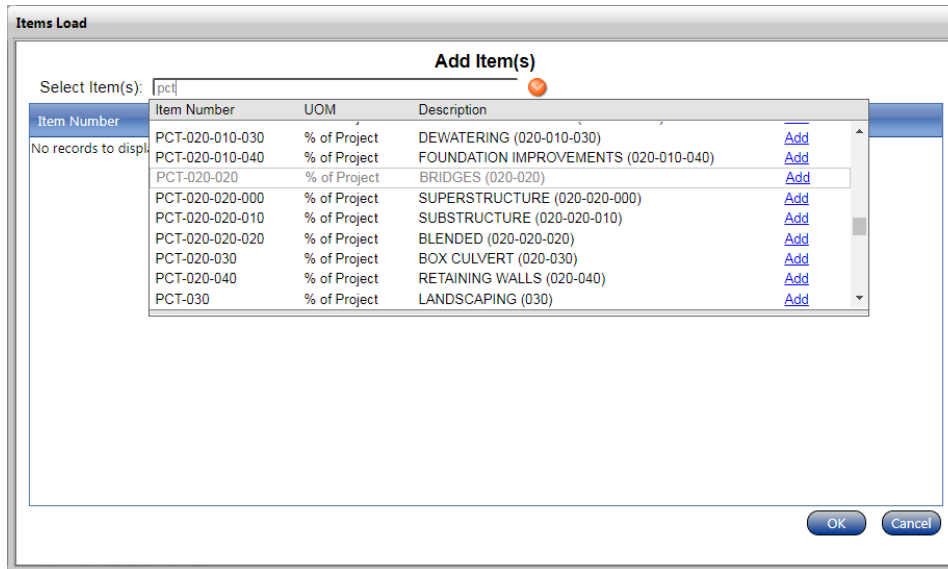 Items Load
Add Item(s)
Select Item(s): pct
Item Number UOM Description
Item Number
No records to displa
PCT-020-010-030 % of Project DEWATERING (020-010-030) Add
PCT-020-010-040 % of Project FOUNDATION IMPROVEMENTS (020-010-040) Add
PCT-020-020 % of Project BRIDGES (020-020) Add
PCT-020-020-000 % of Project SUPERSTRUCTURE (020-020-000) Add
PCT-020-020-010 % of Project SUBSTRUCTURE (020-020-010) Add
PCT-020-020-020 % of Project BLENDED (020-020-020) Add
PCT-020-030 % of Project BOX CULVERT (020-030) Add
PCT-020-040 % of Project RETAINING WALLS (020-040) Add
PCT-030 % of Project LANDSCAPING (030) Add
OK Cancel